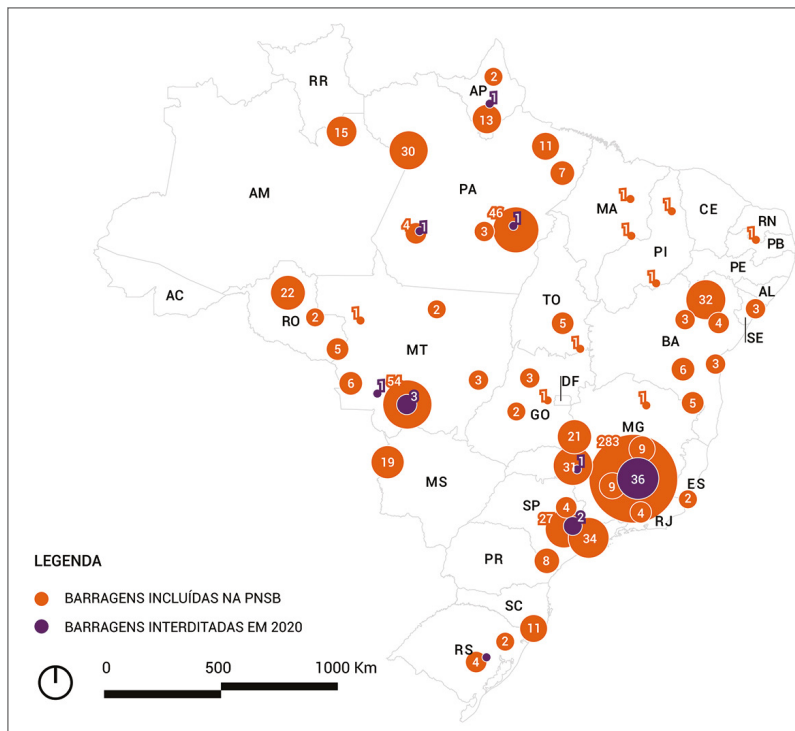 RR
2
AP
1
13
15
30
11
7
AM
PA
4
1
46
1
3
MA
1
1
1
CE
RN
1
PB
PI
1
PE
AC
22
RO
2
1
2
TO
5
1
32
AL
3
3
4
SE
BA
5
MT
6
1
54
3
3
3
DF
1
2
GO
6
3
5
1
MG
21
283
9
31
1
9
36
ES
2
19
MS
SP
4
27
2
34
4
RJ
PR
8
SC
11
2
RS
4
LEGENDA
BARRAGENS INCLUÍDAS NA PNSB
BARRAGENS INTERDITADAS EM 2020
0 500 1000 Km